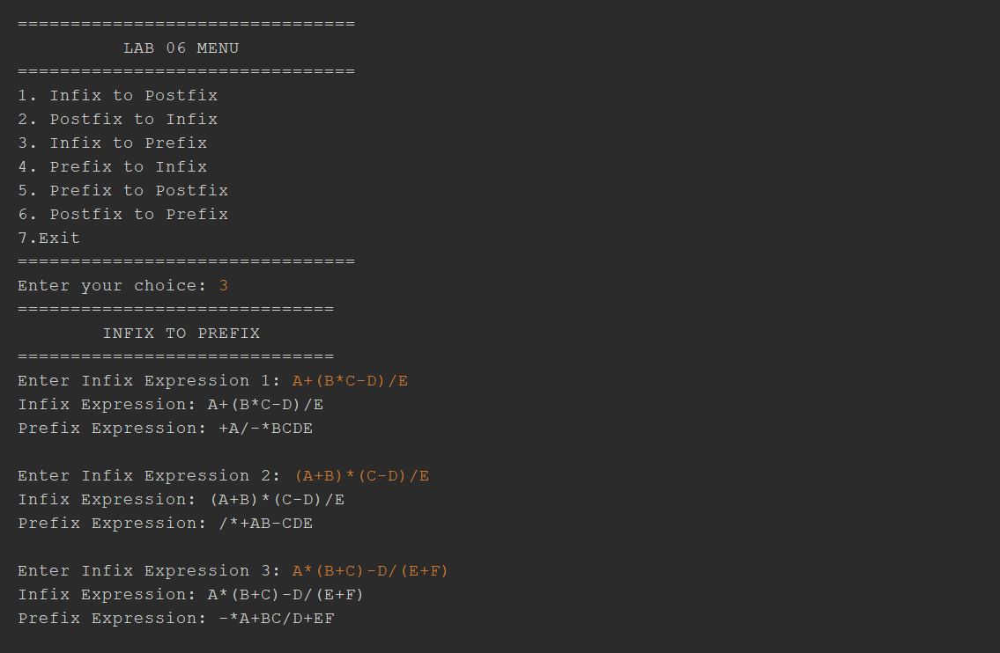 ================================
LAB 06 MENU
================================
1. Infix to Postfix
2. Postfix to Infix
3. Infix to Prefix
4. Prefix to Infix
5. Prefix to Postfix
6. Postfix to Prefix
7.Exit
================================
Enter your choice: 3
==============================
INFIX TO PREFIX
==============================
Enter Infix Expression 1: A+(B*C-D)/E
Infix Expression: A+(B*C-D)/E
Prefix Expression: +A/-*BCDE
Enter Infix Expression 2: (A+B)*(C-D)/E
Infix Expression: (A+B)*(C-D)/E
Prefix Expression: /*+AB-CDE
Enter Infix Expression 3: A*(B+C)-D/(E+F)
Infix Expression: A*(B+C)-D/(E+F)
Prefix Expression: -*A+BC/D+EF